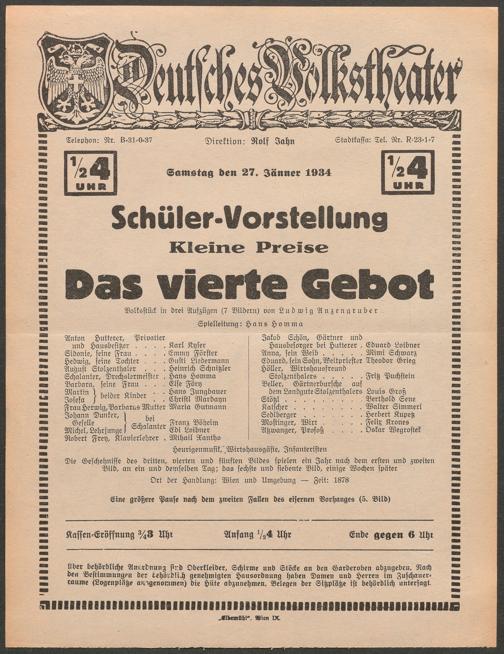 Deutsches Volkstheater
Telephon: Nr. B-31-0-37 Direktion: Rolf Jahn Stadtkassa: Tel. Nr. R-23-1-7
1/2 4 UHR Samstag den 27. Jänner 1934 1/2 4 UHR
Schüler-Vorstellung
Kleine Preise
Das vierte Gebot
Volksstück in drei Aufzügen (7 Bildern) von Ludwig Anzengruber
Spielleitung: Hans Homma
Anton Hutterer, Privatier
und Hausbesitzer . . . . Karl Kyser
Sidonie, seine Frau . . . . Emmy Förster
Hedwig, seine Tochter . . Gusti Liedermann
August Stolzenthaler . . . Heinrich Schnitzler
Schalanter, Drechslermeister . Hans Homma
Barbara, seine Frau . . . Else Föry
Martin } beider Kinder . . Hans Jungbauer
Josefa } Christl Mardayn
Frau Herwig, Barbaras Mutter Maria Gutmann
Johann Dunker, Geselle } bei Schalanter Franz Böheim
Michel, Lehrjunge } Edi Loibner
Robert Frey, Klavierlehrer . Mihail Xantho
Jakob Schön, Gärtner und
Hausbesorger bei Hutterer . Eduard Loibner
Anna, sein Weib . . . . Mimi Schwarz
Eduard, sein Sohn, Weltpriester Theodor Grieg
Höller, Wirtshausfreund
Stolzenthalers . . . . Fritz Puchstein
Beller, Gärtnerbursche auf
dem Landgute Stolzenthalers Louis Groß
Stötzl . . . . Berthold Sene
Katscher . . . . Walter Simmerl
Sedlberger . . . . Herbert Kupetz
Mostinger, Wirt . . . . Felix Krones
Atzwanger, Profoß . . . . Oskar Wegrostek
Heurigenmusik, Wirtshausgäste, Infanteristen
Die Geschehnisse des dritten, vierten und fünften Bildes spielen ein Jahr nach dem ersten und zweiten
Bild, an ein und demselben Tag; das sechste und siebente Bild, einige Wochen später
Ort der Handlung: Wien und Umgebung — Zeit: 1878
Eine größere Pause nach dem zweiten Fallen des eisernen Vorhanges (5. Bild)
Kassen-Eröffnung 3/4 3 Uhr Anfang 1/2 4 Uhr Ende gegen 6 Uhr
Über behördliche Anordnung sind Oberkleider, Schirme und Stöcke an den Garderoben abzugeben. Nach
den Bestimmungen der behördlich genehmigten Hausordnung haben Damen und Herren im Zuschauer-
raume (Logenplätze ausgenommen) die Hüte abzunehmen. Belegen der Sitzplätze ist behördlich untersagt.
„Elbemühl“, Wien IX.